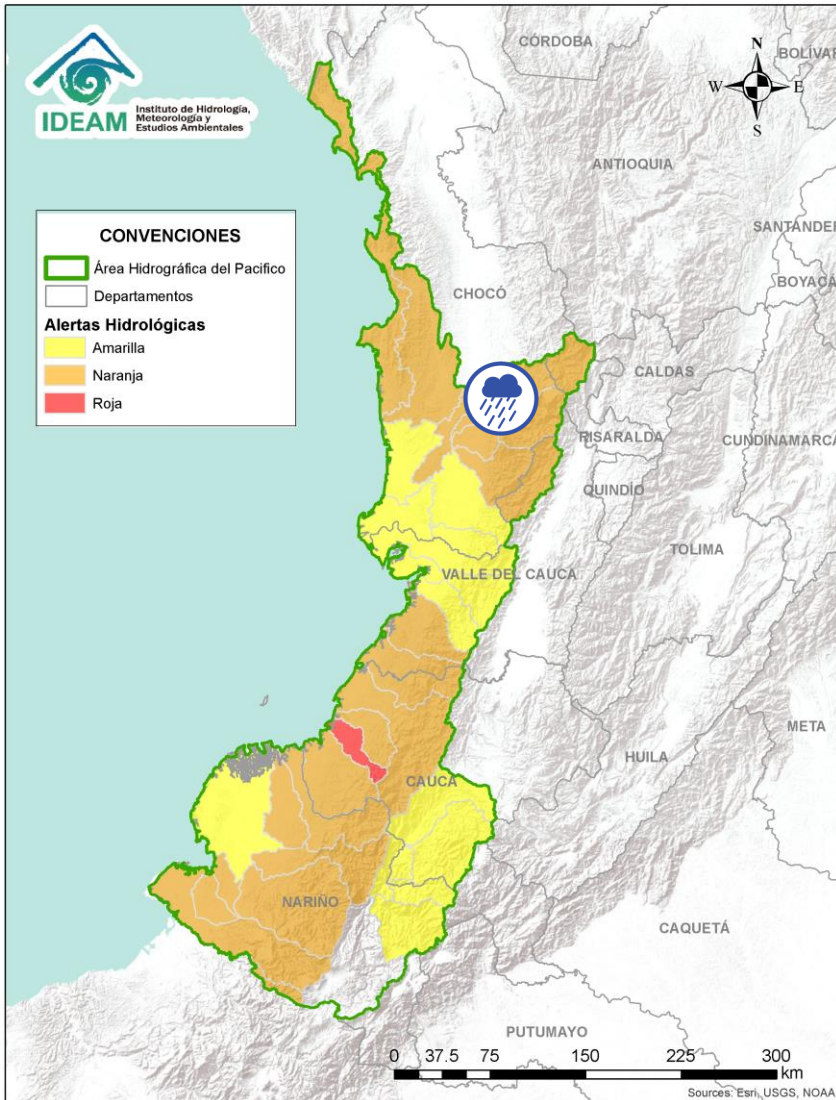 IDEAM
Instituto de Hidrología,
Meteorología y
Estudios Ambientales
CÓRDOBA
BOLÍVAR
N
W
E
S
ANTIOQUIA
SANTANDER
BOYACÁ
CONVENCIONES
Área Hidrográfica del Pacifico
Departamentos
Alertas Hidrológicas
Amarilla
Naranja
Roja
CHOCÓ
CALDAS
RISARALDA
CUNDINAMARCA
QUINDÍO
TOLIMA
VALLE DEL CAUCA
META
HUILA
CAUCA
NARIÑO
CAQUETÁ
PUTUMAYO
0 37.5 75 150 225 300
km
Sources: Esri, USGS, NOAA